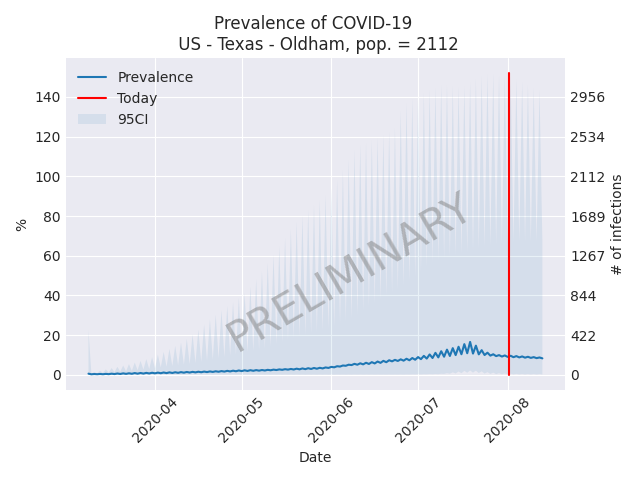 Prevalence of COVID-19
US - Texas - Oldham, pop. = 2112
Prevalence
Today
95CI
PRELIMINARY
%
140
120
100
80
60
40
20
0
# of infections
2956
2534
2112
1689
1267
844
422
0
2020-04
2020-05
2020-06
2020-07
2020-08
Date